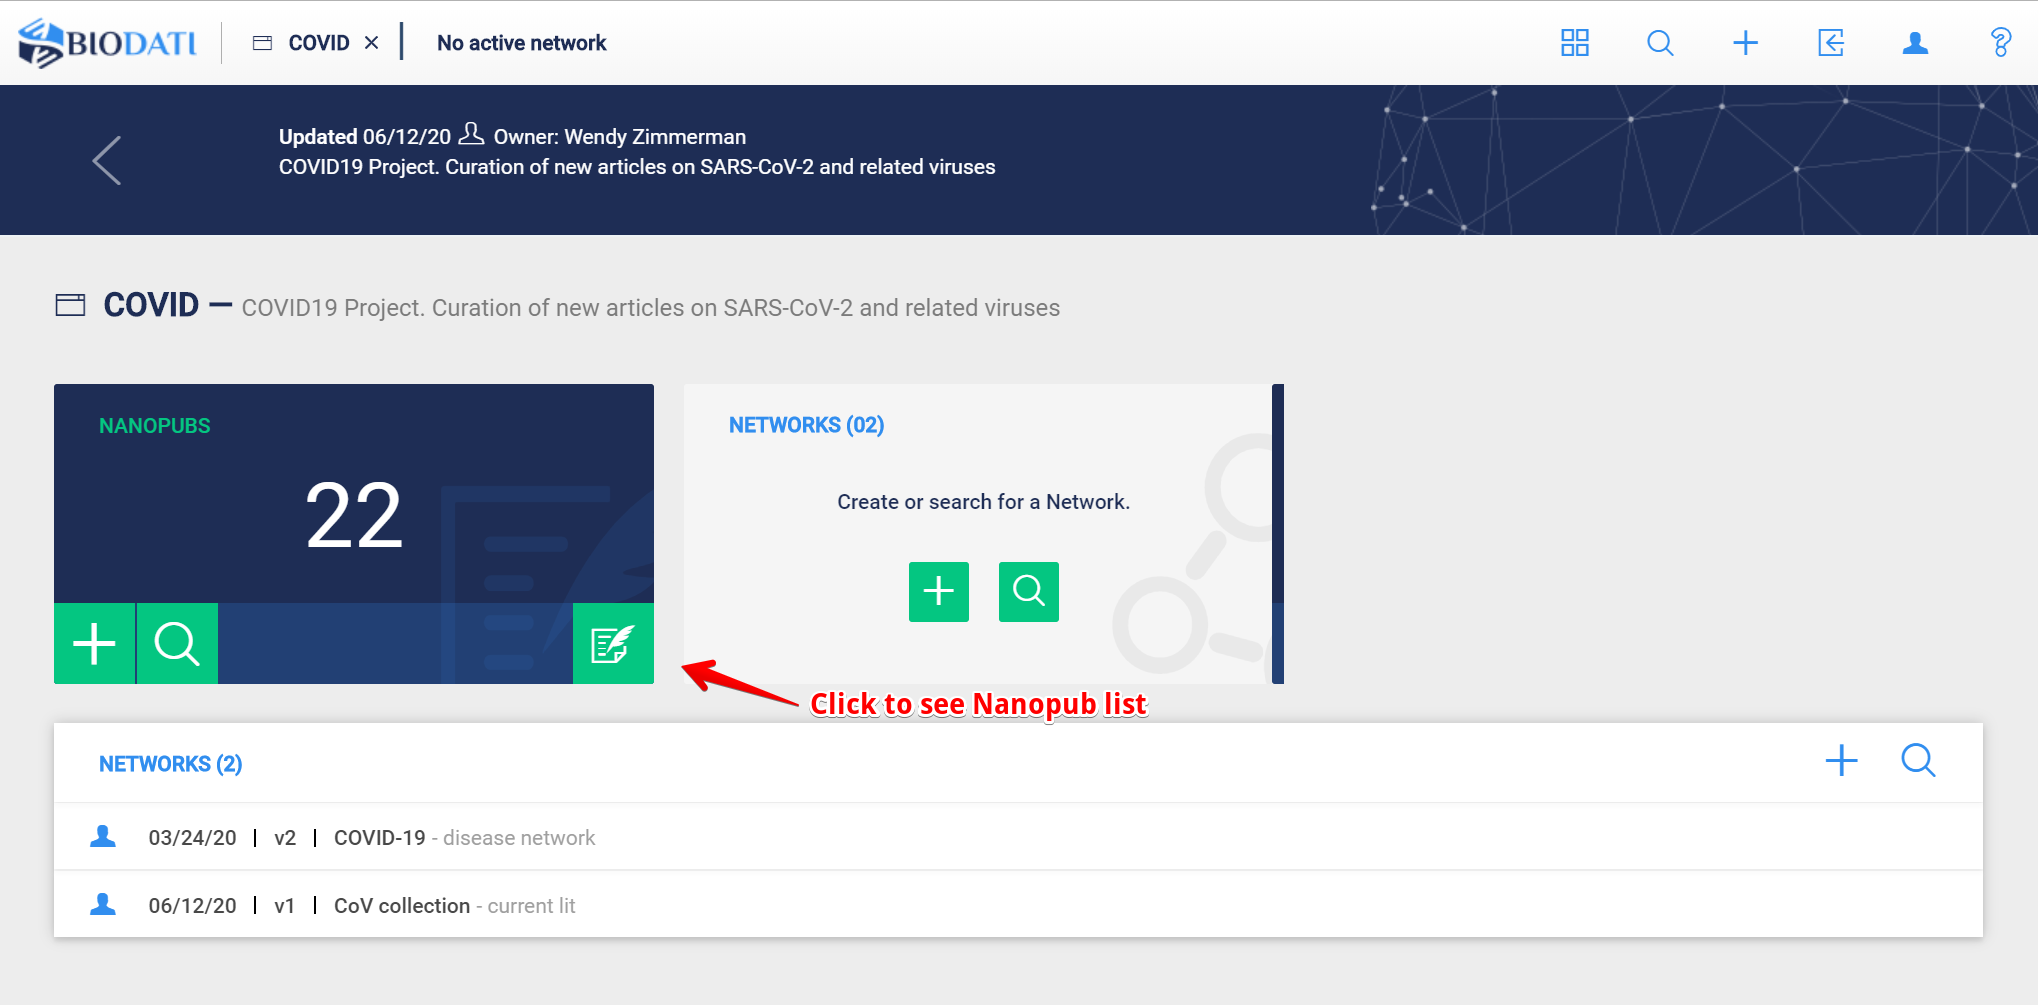 BIODATI
COVID
No active network
Updated 06/12/20 Owner: Wendy Zimmerman
COVID19 Project. Curation of new articles on SARS-CoV-2 and related viruses
COVID — COVID19 Project. Curation of new articles on SARS-CoV-2 and related viruses
NANOPUBS
22
NETWORKS (02)
Create or search for a Network.
Click to see Nanopub list
NETWORKS (2)
03/24/20 | v2 | COVID-19 - disease network
06/12/20 | v1 | CoV collection - current lit